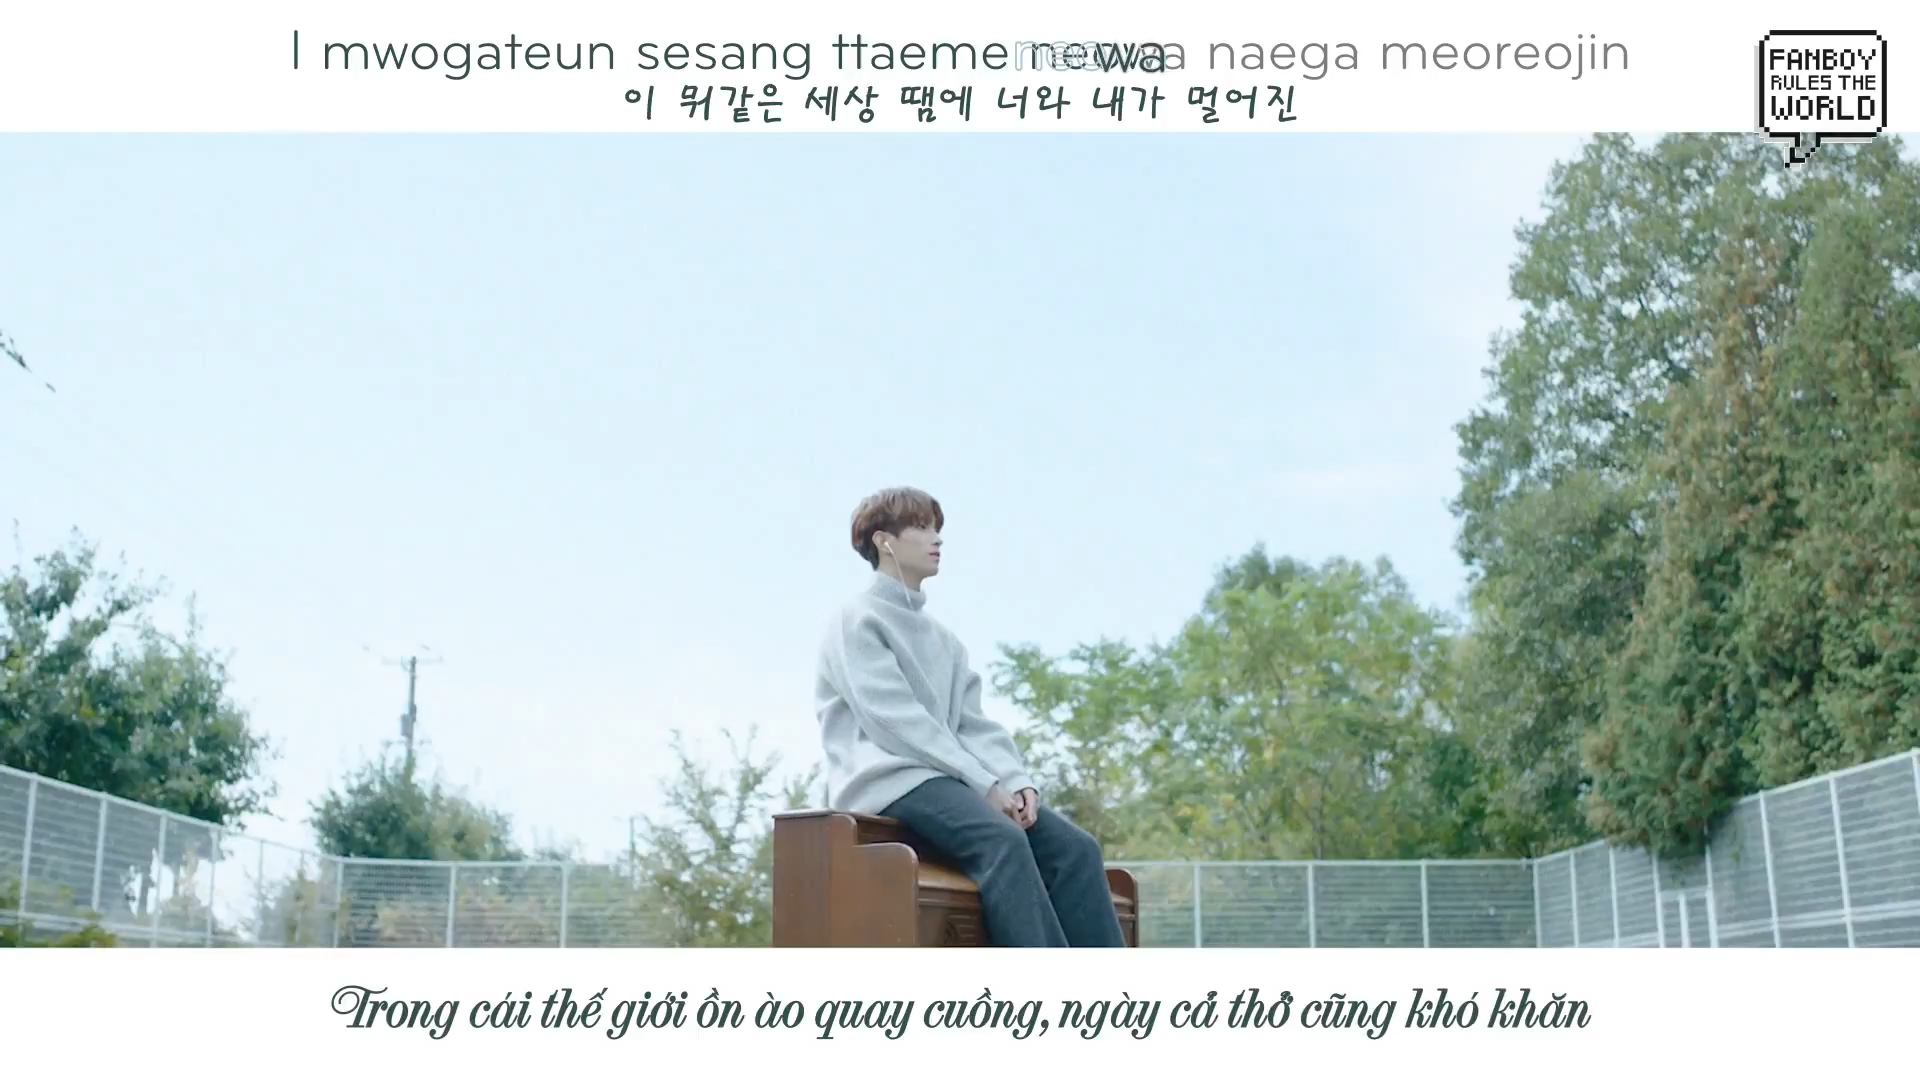 I mwogateun sesang ttaeme neowa naega meoreojin
이 뭐같은 세상 땜에 너와 내가 멀어진
FANBOY
RULES THE
WORLD
Trong cái thế giới ồn ào quay cuồng, ngày cả thở cũng khó khăn